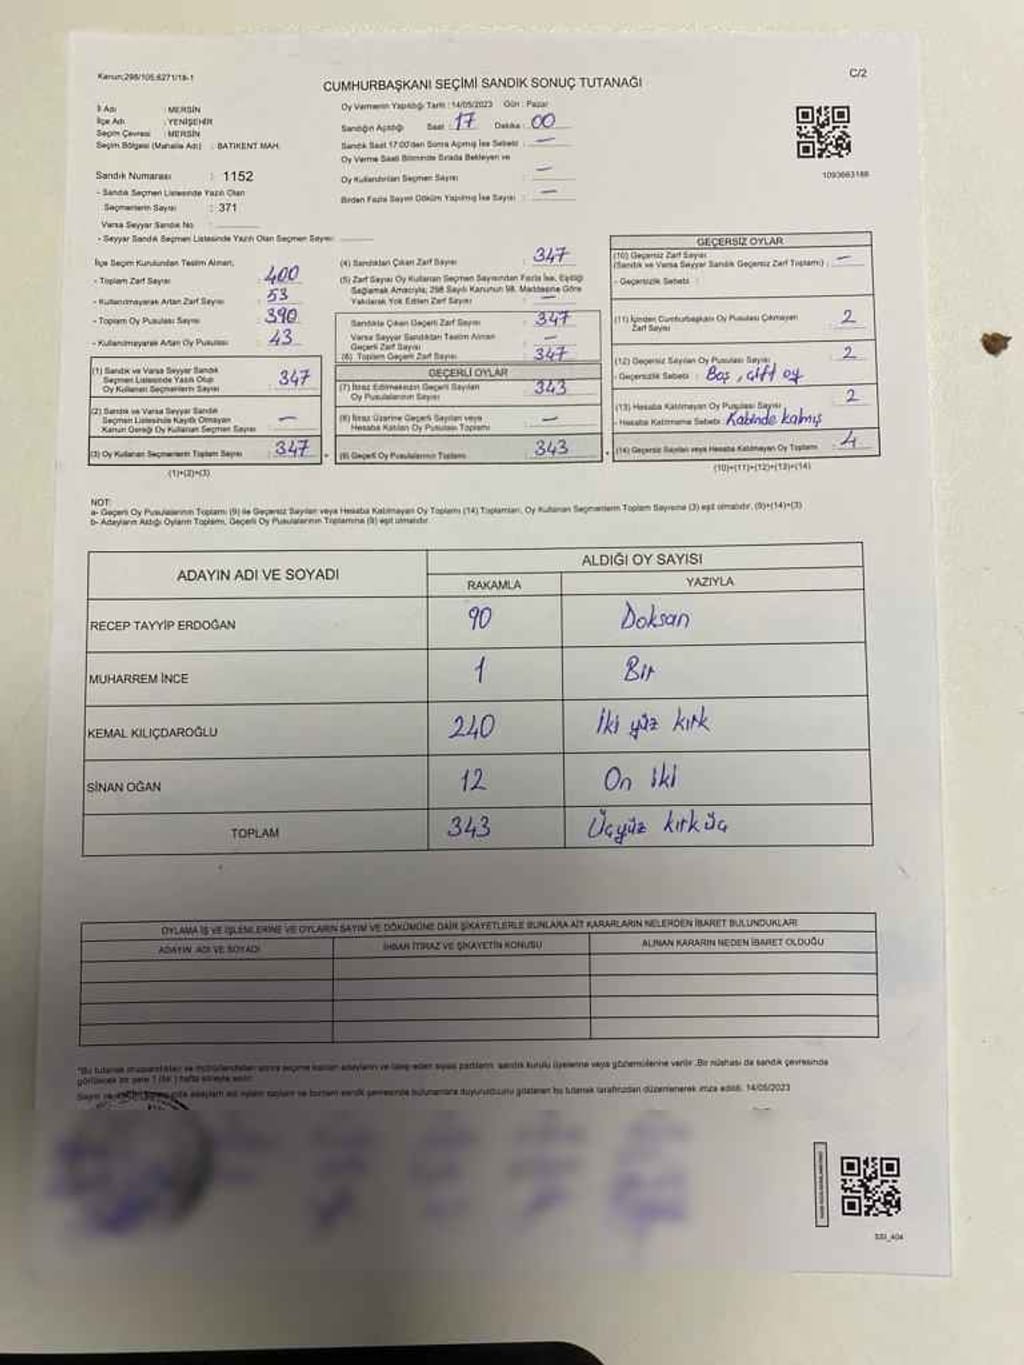 Kanun;298/105;6271/18-1
C/2
CUMHURBAŞKANI SEÇİMİ SANDIK SONUÇ TUTANAĞI
İl Adı : MERSİN
İlçe Adı : YENİŞEHİR
Seçim Çevresi : MERSİN
Seçim Bölgesi (Mahalle Adı) : BATIKENT MAH.
Oy Vermenin Yapıldığı Tarih : 14/05/2023 Gün : Pazar
Sandığın Açıldığı Saat : 17 Dakika : 00
Sandık Saat 17:00'den Sonra Açılmış İse Sebebi : —
Oy Verme Saati Bitiminde Sırada Bekleyen ve
Oy Kullandırılan Seçmen Sayısı : —
Birden Fazla Sayım Döküm Yapılmış İse Sayısı : —
1093663186
Sandık Numarası : 1152
- Sandık Seçmen Listesinde Yazılı Olan
Seçmenlerin Sayısı : 371
Varsa Seyyar Sandık No :
- Seyyar Sandık Seçmen Listesinde Yazılı Olan Seçmen Sayısı :
İlçe Seçim Kurulundan Teslim Alınan;
- Toplam Zarf Sayısı : 400
- Kullanılmayarak Artan Zarf Sayısı : 53
- Toplam Oy Pusulası Sayısı : 390
- Kullanılmayarak Artan Oy Pusulası : 43
(1) Sandık ve Varsa Seyyar Sandık
Seçmen Listesinde Yazılı Olup
Oy Kullanan Seçmenlerin Sayısı : 347
(2) Sandık ve Varsa Seyyar Sandık
Seçmen Listesinde Kayıtlı Olmayan
Kanun Gereği Oy Kullanan Seçmen Sayısı : —
(3) Oy Kullanan Seçmenlerin Toplam Sayısı : 347
(1)+(2)=(3)
(4) Sandıktan Çıkan Zarf Sayısı : 347
(5) Zarf Sayısı Oy Kullanan Seçmen Sayısından Fazla İse, Eşitliği
Sağlamak Amacıyla; 298 Sayılı Kanunun 98. Maddesine Göre
Yakılarak Yok Edilen Zarf Sayısı : —
Sandıkta Çıkan Geçerli Zarf Sayısı : 347
Varsa Seyyar Sandıktan Teslim Alınan
Geçerli Zarf Sayısı : —
(6) Toplam Geçerli Zarf Sayısı : 347
GEÇERLİ OYLAR
(7) İtiraz Edilmeksizin Geçerli Sayılan
Oy Pusulalarının Sayısı : 343
(8) İtiraz Üzerine Geçerli Sayılan veya
Hesaba Katılan Oy Pusulası Toplamı : —
(9) Geçerli Oy Pusulalarının Toplamı : 343
GEÇERSİZ OYLAR
(10) Geçersiz Zarf Sayısı
(Sandık ve Varsa Seyyar Sandık Geçersiz Zarf Toplamı) : —
- Geçersizlik Sebebi :
(11) İçinden Cumhurbaşkanı Oy Pusulası Çıkmayan
Zarf Sayısı : 2
(12) Geçersiz Sayılan Oy Pusulası Sayısı : 2
- Geçersizlik Sebebi : Boş, çift oy
(13) Hesaba Katılmayan Oy Pusulası Sayısı : 2
- Hesaba Katılmama Sebebi : Kabinde kalmış
(14) Geçersiz Sayılan veya Hesaba Katılmayan Oy Toplamı : 4
(10)+(11)+(12)+(13)=(14)
NOT:
a- Geçerli Oy Pusulalarının Toplamı (9) ile Geçersiz Sayılan veya Hesaba Katılmayan Oy Toplamı (14) Toplamları, Oy Kullanan Seçmenlerin Toplam Sayısına (3) eşit olmalıdır. (9)+(14)=(3)
b- Adayların Aldığı Oyların Toplamı, Geçerli Oy Pusulalarının Toplamına (9) eşit olmalıdır.
ADAYIN ADI VE SOYADI
ALDIĞI OY SAYISI
RAKAMLA YAZIYLA
RECEP TAYYİP ERDOĞAN 90 Doksan
MUHARREM İNCE 1 Bir
KEMAL KILIÇDAROĞLU 240 İki yüz kırk
SİNAN OĞAN 12 On iki
TOPLAM 343 Üçyüz kırküç
OYLAMA İŞ VE İŞLEMLERİNE VE OYLARIN SAYIM VE DÖKÜMÜNE DAİR ŞİKAYETLERLE BUNLARA AİT KARARLARIN NELERDEN İBARET BULUNDUKLARI
ADAYIN ADI VE SOYADI İHBAR İTİRAZ VE ŞİKAYETİN KONUSU ALINAN KARARIN NEDEN İBARET OLDUĞU
"Bu tutanak onaylandıktan ve mühürlendikten sonra seçime katılan adayların ve talep eden siyasi partilerin sandık kurulu üyelerine veya gözlemcilerine verilir. Bir nüshası da sandık çevresinde
görülecek bir yere 1 (bir) hafta süreyle asılır.
adayların aldığı oyların sayıların ve bunların sandık çevresinde bulunanlara duyurulduğunu gösteren bu tutanak tarafımızdan düzenlenerek imza edildi. 14/05/2023
SSI_404